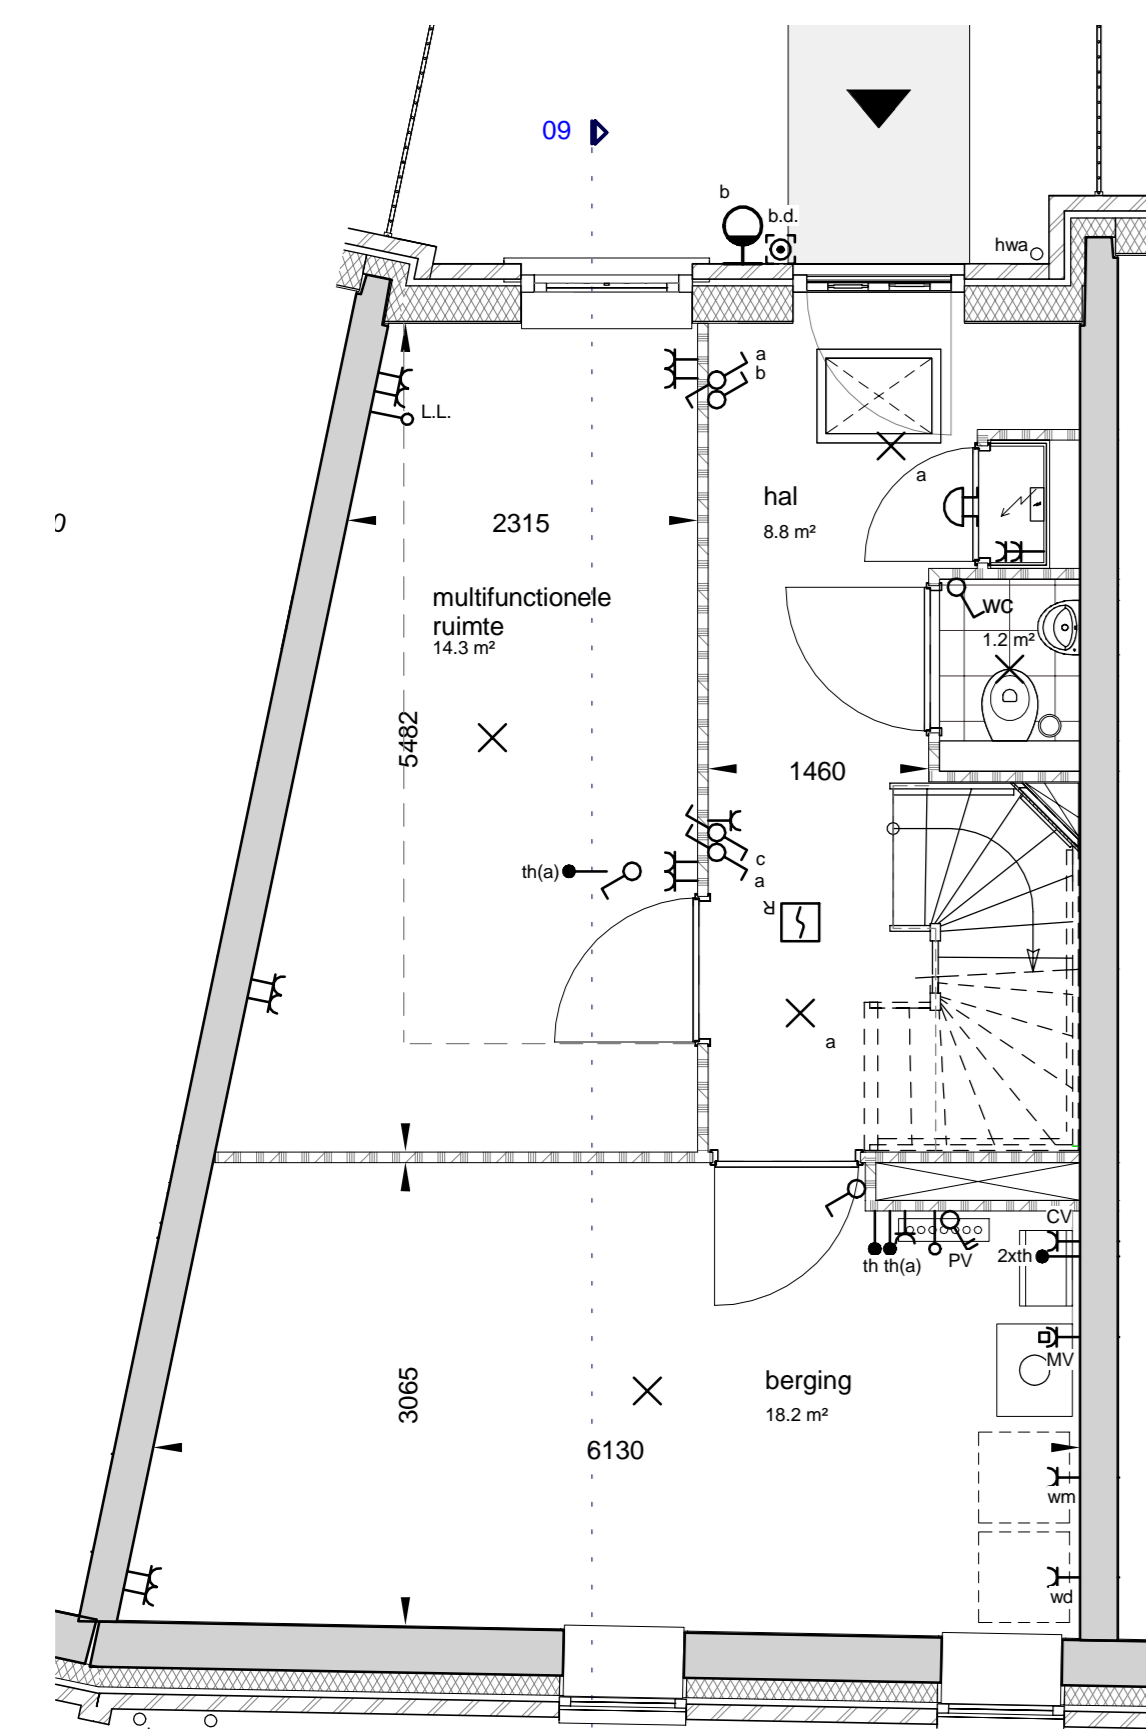 09
b
b.d.
hwa
a
b
L.L.
a
hal
8.8 m²
0
2315
multifunctionele
ruimte
14.3 m²
WC
1.2 m²
5482
1460
c
a
th(a)
R
a
CV
2xth
th th(a)
PV
MV
3065
berging
18.2 m²
6130
wm
wd